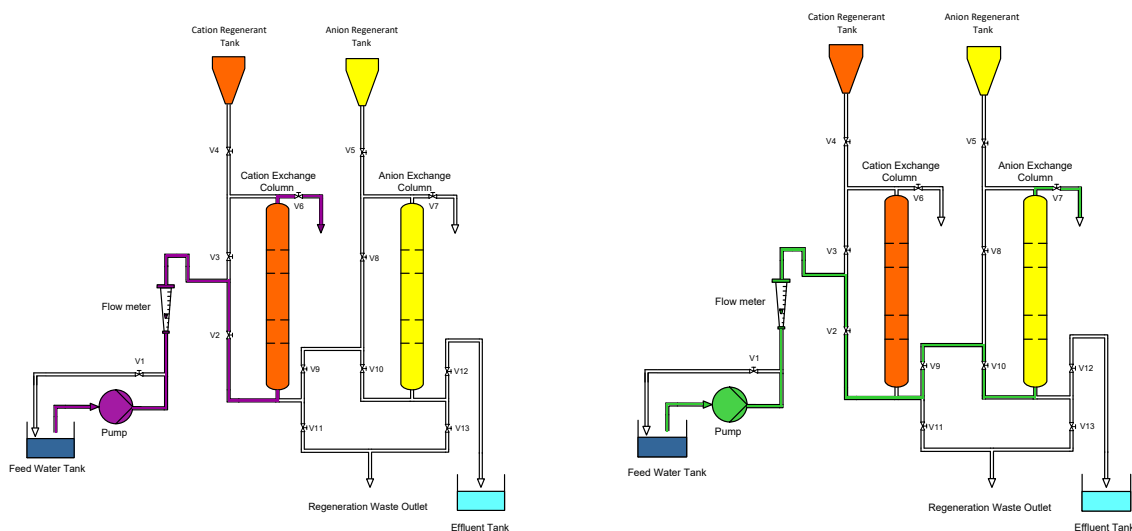 Cation Regenerant
Tank
Anion Regenerant
Tank
V4
V5
Cation Exchange
Column
Anion Exchange
Column
V6
V7
V3
V8
Flow meter
V2
V1
V9
V10
V12
Pump
V11
V13
Feed Water Tank
Regeneration Waste Outlet
Effluent Tank
Cation Regenerant
Tank
Anion Regenerant
Tank
V4
V5
Cation Exchange
Column
Anion Exchange
Column
V6
V7
V3
V8
Flow meter
V2
V1
V9
V10
V12
Pump
V11
V13
Feed Water Tank
Regeneration Waste Outlet
Effluent Tank